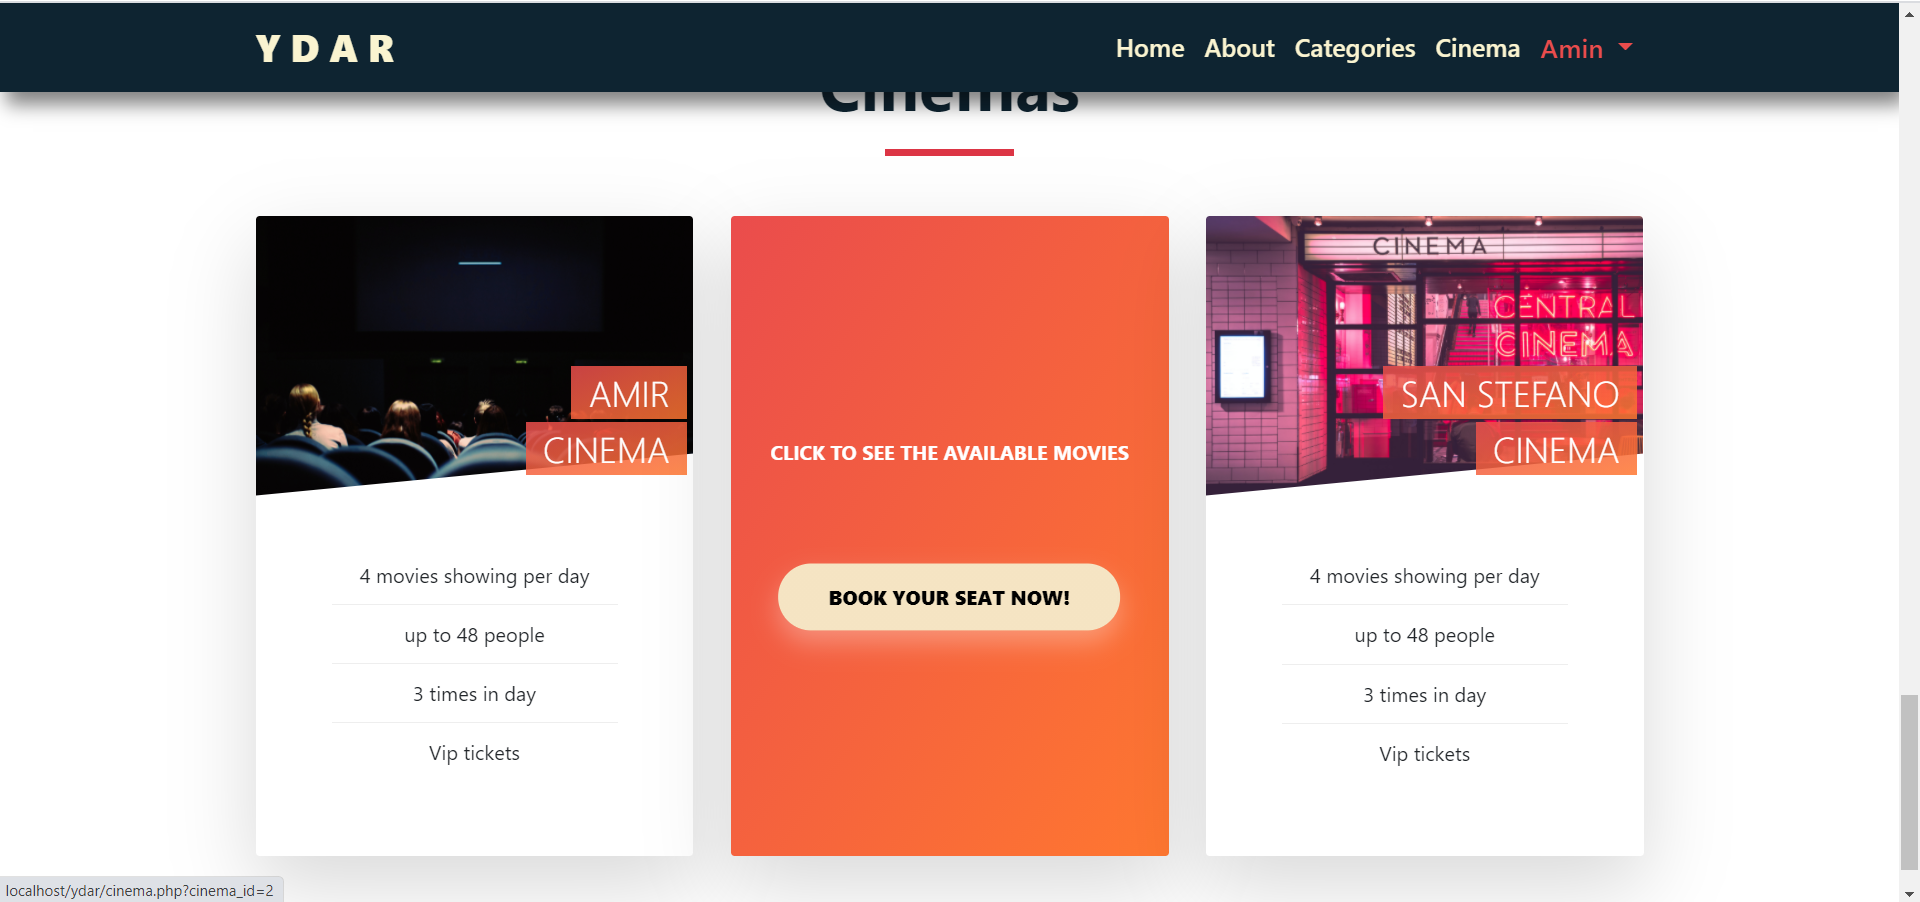 YDAR
Home About Categories Cinema Amin
Cinemas
AMIR
CINEMA
4 movies showing per day
up to 48 people
3 times in day
Vip tickets
CLICK TO SEE THE AVAILABLE MOVIES
BOOK YOUR SEAT NOW!
CINEMA
CENTRAL
CINEMA
SAN STEFANO
CINEMA
4 movies showing per day
up to 48 people
3 times in day
Vip tickets
localhost/ydar/cinema.php?cinema_id=2